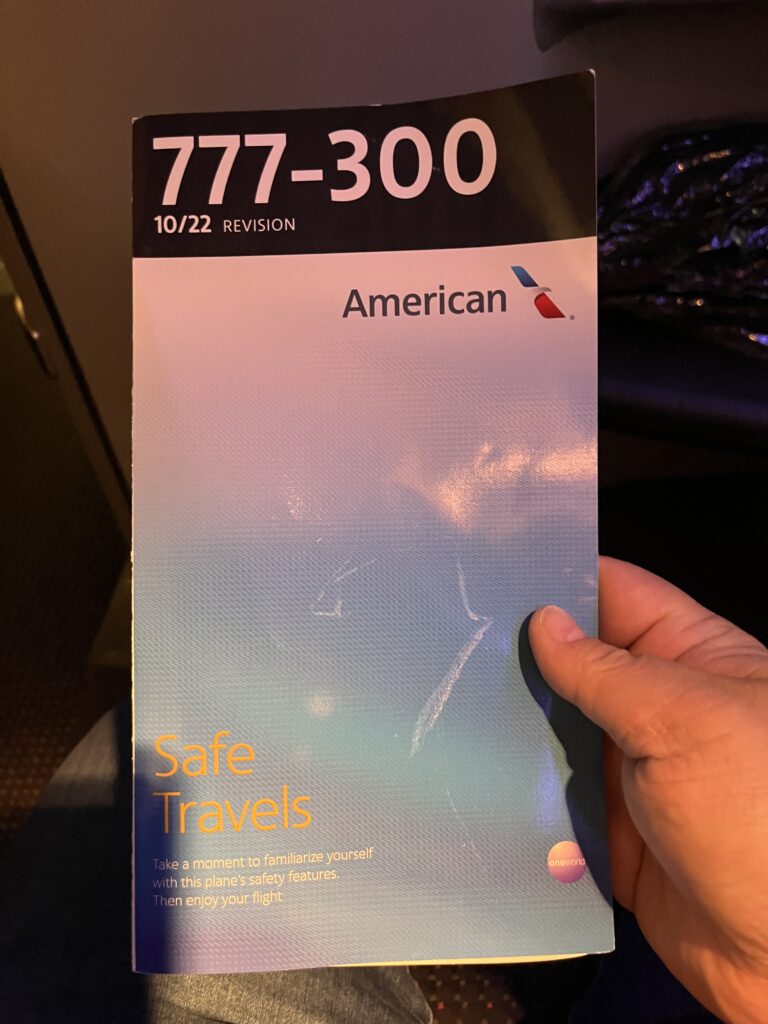 777-300
10/22 REVISION
American
Safe
Travels
Take a moment to familiarize yourself
with this plane's safety features.
Then enjoy your flight
oneworld